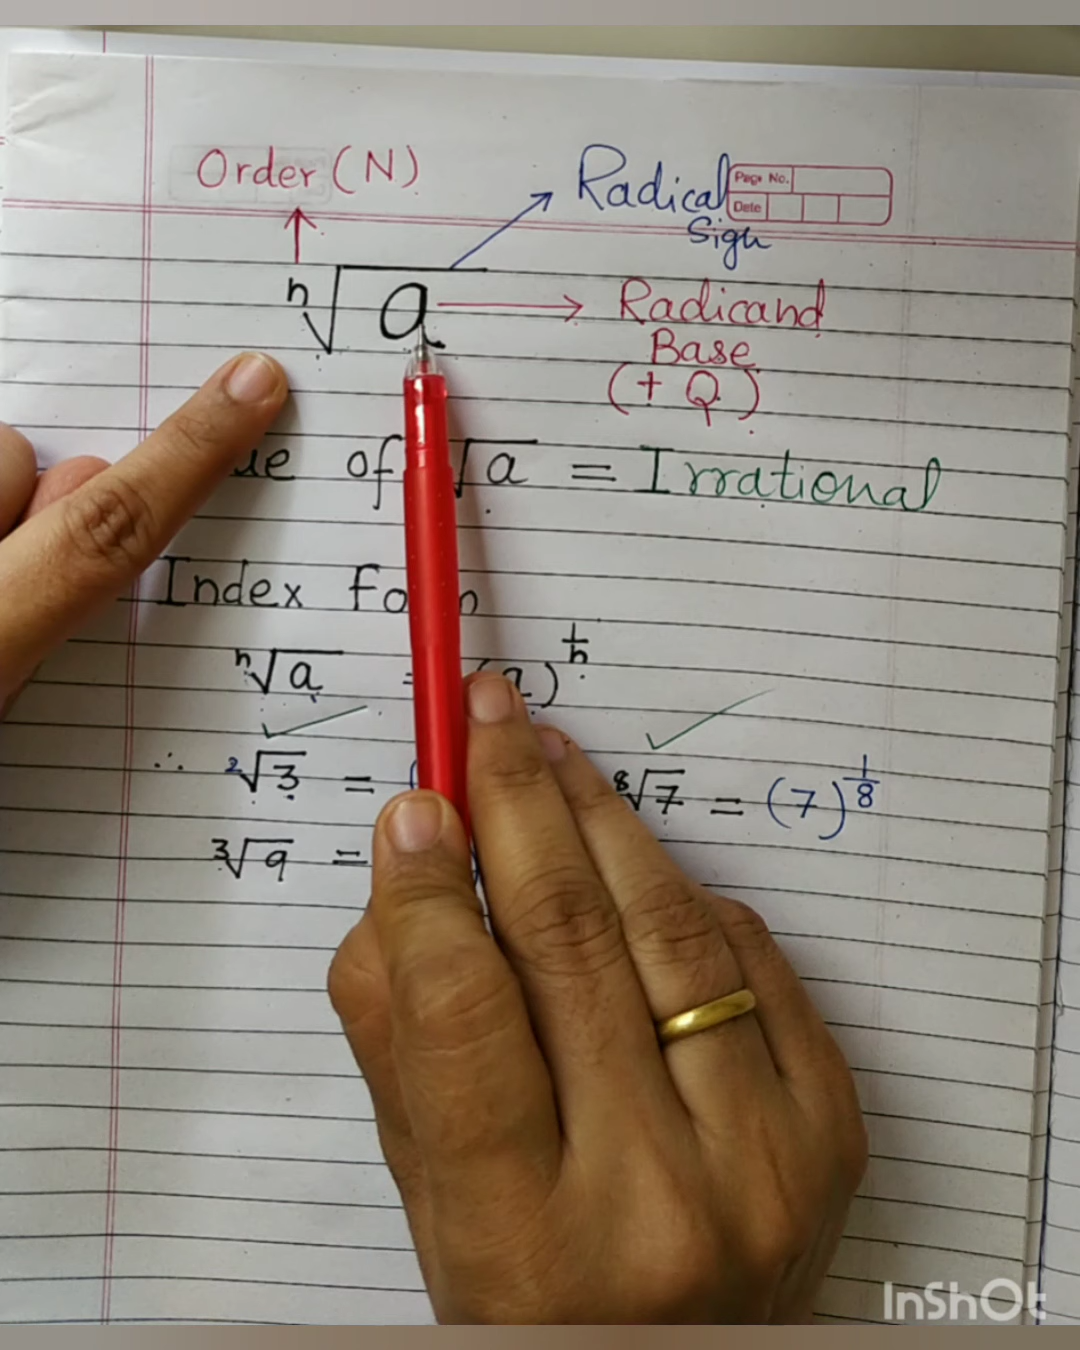 Order (N)
Radical
Sign
Page No.
Date
n√a → Radicand
Base
(+ Q)
of √a = Irrational
Index
n√a = (a)^1/n
∴ 2√3 = (
8√7 = (7)^1/8
3√9 =
InShOt